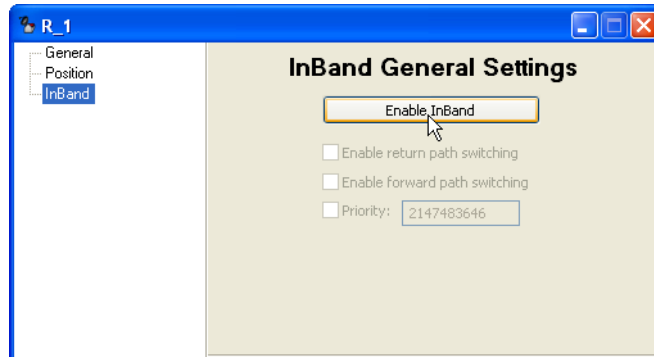 R_1
General
Position
InBand
InBand General Settings
Enable InBand
Enable return path switching
Enable forward path switching
Priority: 2147483646